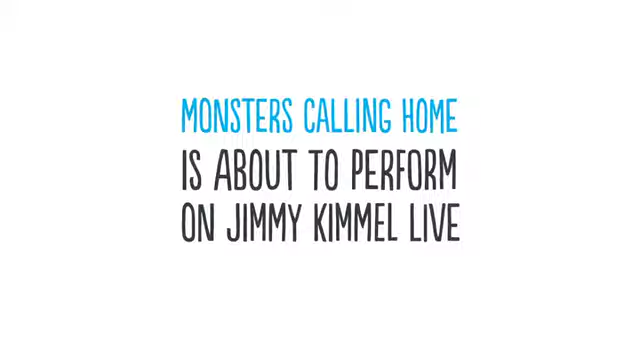 MONSTERS CALLING HOME
IS ABOUT TO PERFORM
ON JIMMY KIMMEL LIVE